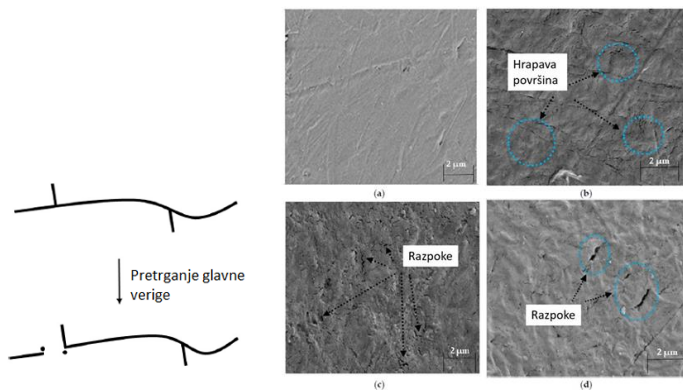 Pretrganje glavne
verige
Hrapava
površina
2 µm
(a)
2 µm
(b)
Razpoke
2 µm
(c)
Razpoke
2 µm
(d)